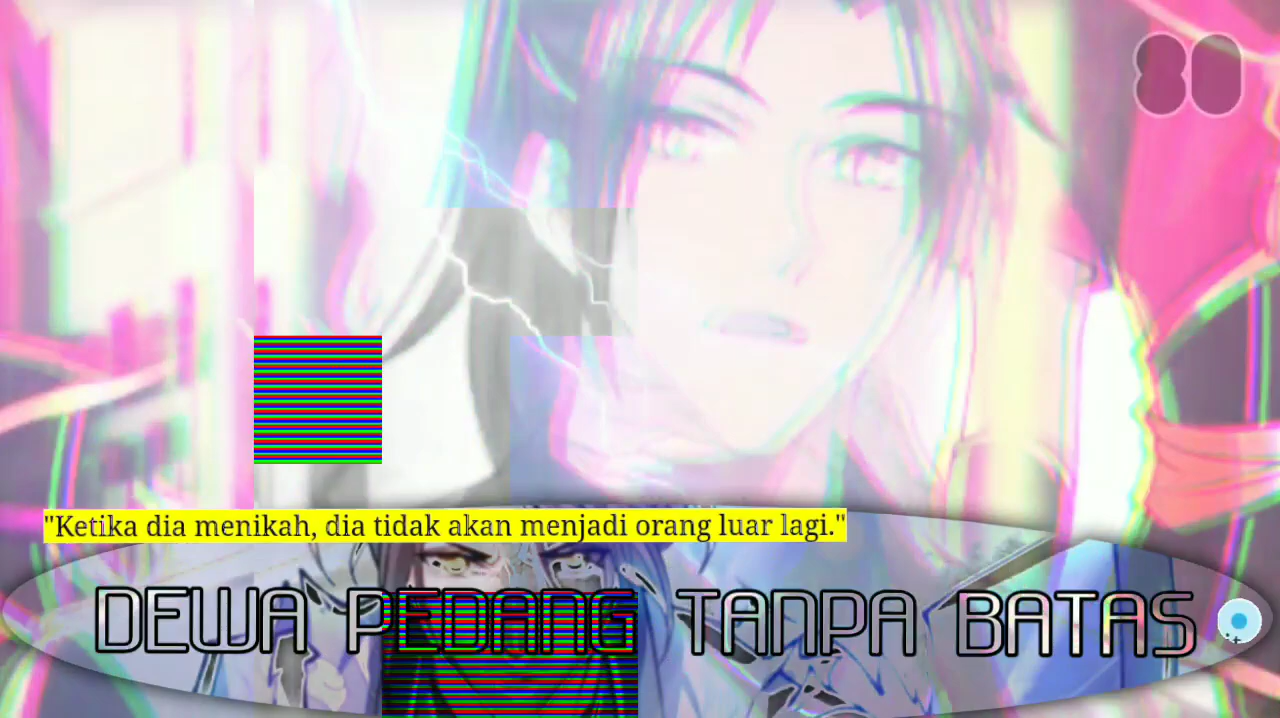 80
"Ketika dia menikah, dia tidak akan menjadi orang luar lagi."
DEWA PEDANG TANPA BATAS